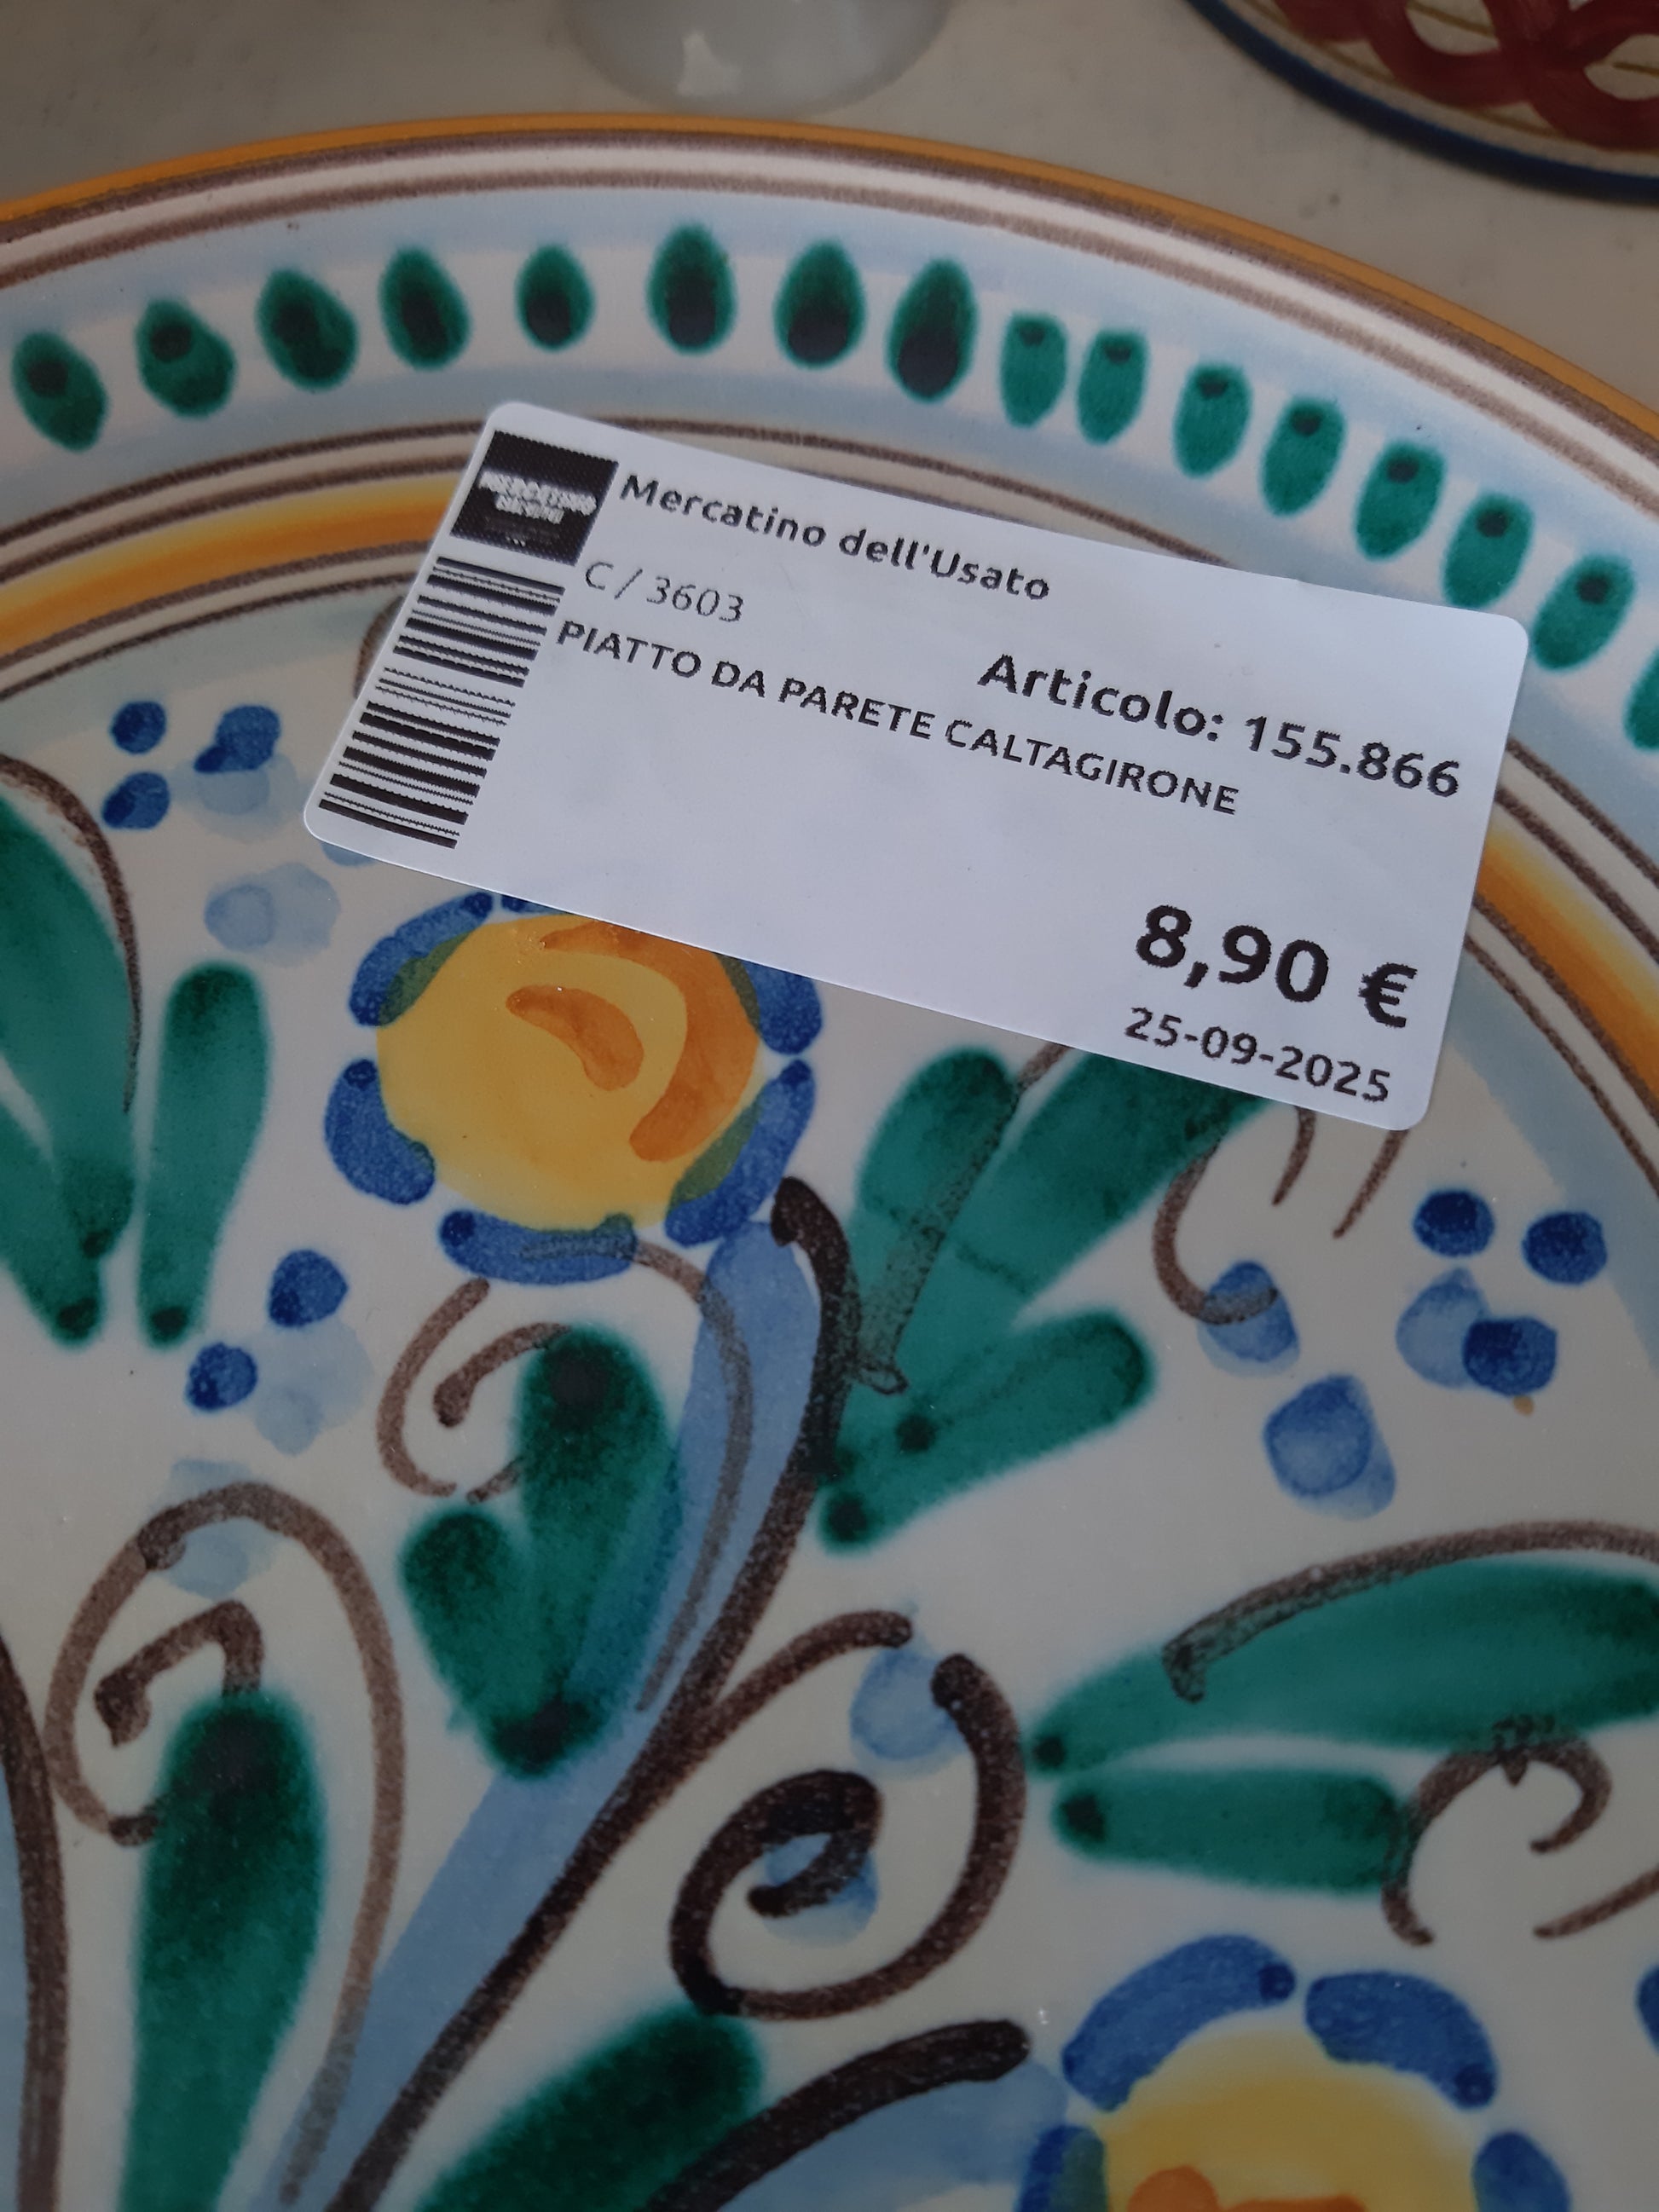 Mercatino dell'Usato
C / 3603
Articolo: 155.866
PIATTO DA PARETE CALTAGIRONE
8,90 €
25-09-2025